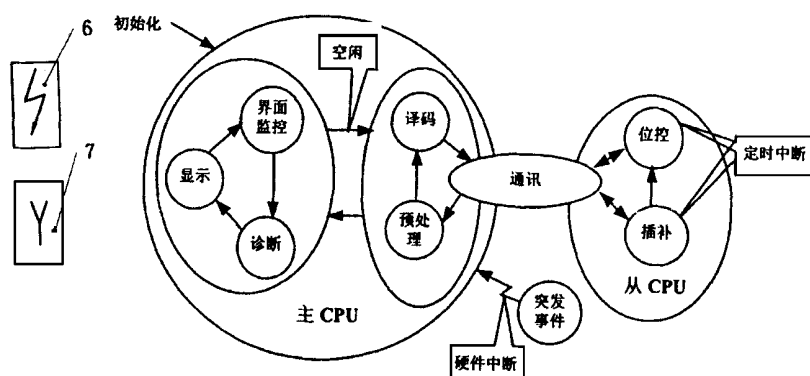 6
初始化
空闲
界面
监控
译码
位控
7
显示
通讯
定时中断
诊断
预处
理
插补
主 CPU
突发
事件
从 CPU
硬件中断